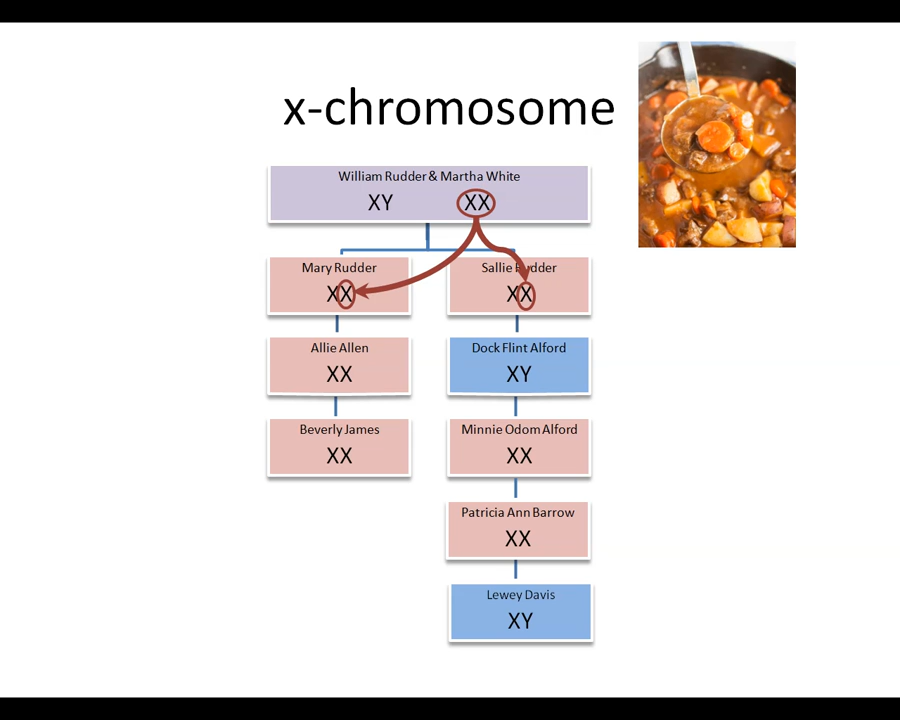 x-chromosome
William Rudder & Martha White
XY XX
Mary Rudder
XX
Sallie Rudder
XX
Allie Allen
XX
Dock Flint Alford
XY
Beverly James
XX
Minnie Odom Alford
XX
Patricia Ann Barrow
XX
Lewey Davis
XY